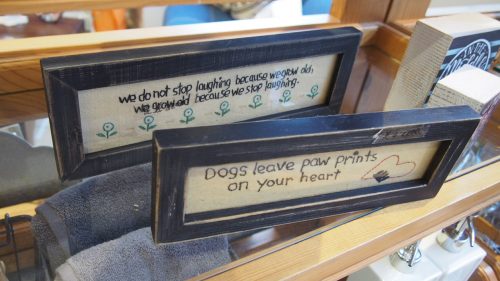 we do not stop laughing because we grow old,
we grow old because we stop laughing.
Dogs leave paw prints
on your heart